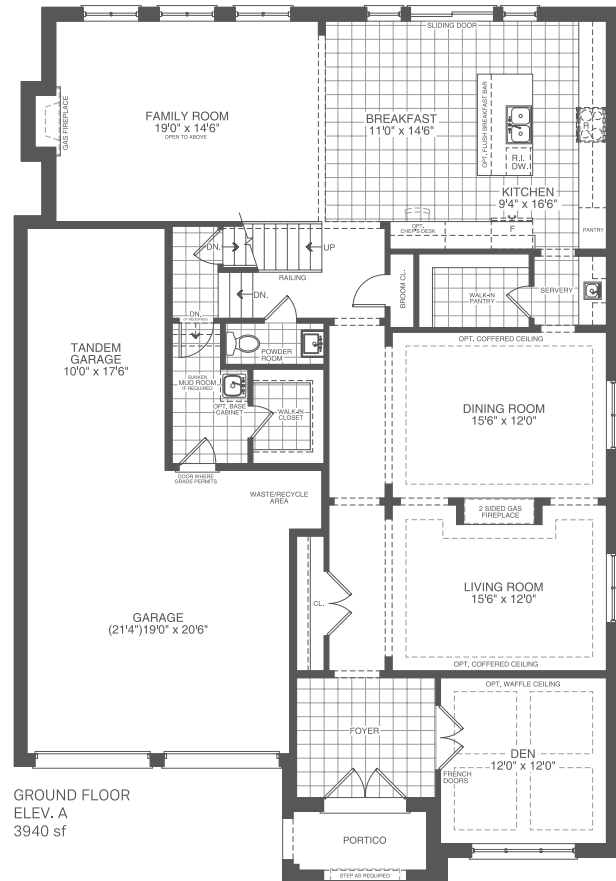 SLIDING DOOR
GAS FIREPLACE
FAMILY ROOM
19'0" x 14'6"
OPEN TO ABOVE
BREAKFAST
11'0" x 14'6"
OPT. FLUSH BREAKFAST BAR
R.I.
DW.
R
KITCHEN
9'4" x 16'6"
OPT.
CHEF'S DESK
F
PANTRY
DN.
UP
RAILING
DN.
BROOM CL.
WALK-IN
PANTRY
SERVERY
DN.
IF REQUIRED
TANDEM
GARAGE
10'0" x 17'6"
POWDER
ROOM
SUNKEN
MUD ROOM
IF REQUIRED
OPT. BASE
CABINET
WALK-IN
CLOSET
OPT. COFFERED CEILING
DINING ROOM
15'6" x 12'0"
DOOR WHERE
GRADE PERMITS
WASTE/RECYCLE
AREA
2 SIDED GAS
FIREPLACE
GARAGE
(21'4")19'0" x 20'6"
CL.
LIVING ROOM
15'6" x 12'0"
OPT. COFFERED CEILING
OPT. WAFFLE CEILING
FOYER
FRENCH
DOORS
DEN
12'0" x 12'0"
GROUND FLOOR
ELEV. A
3940 sf
PORTICO
STEP AS REQUIRED